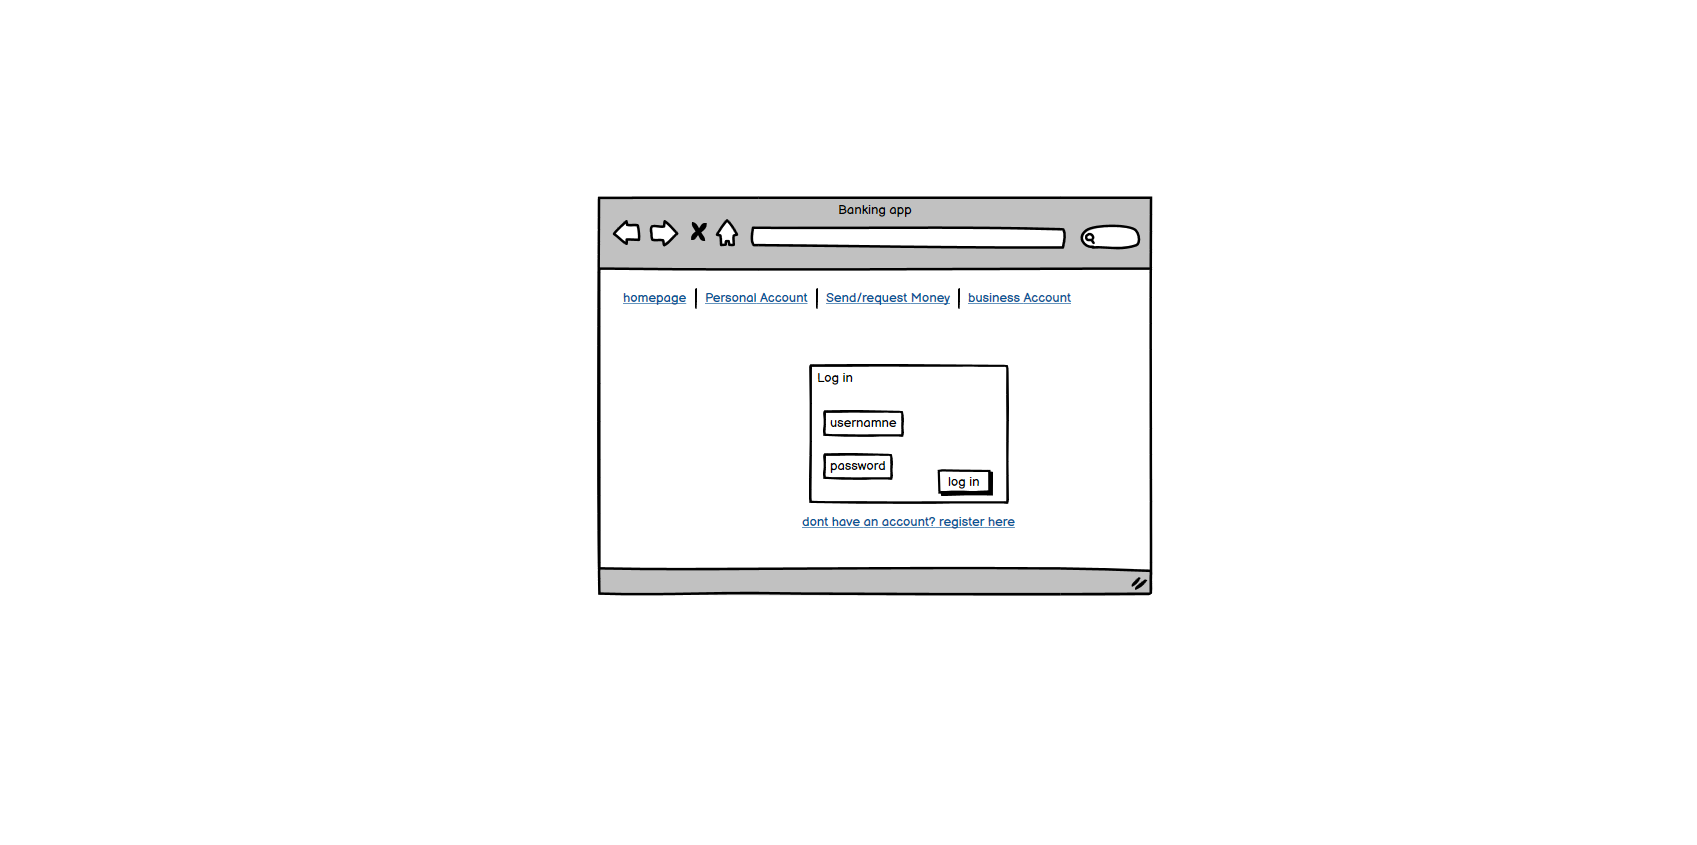 Banking app
homepage Personal Account Send/request Money business Account
Log in
usernamne
password
log in
dont have an account? register here